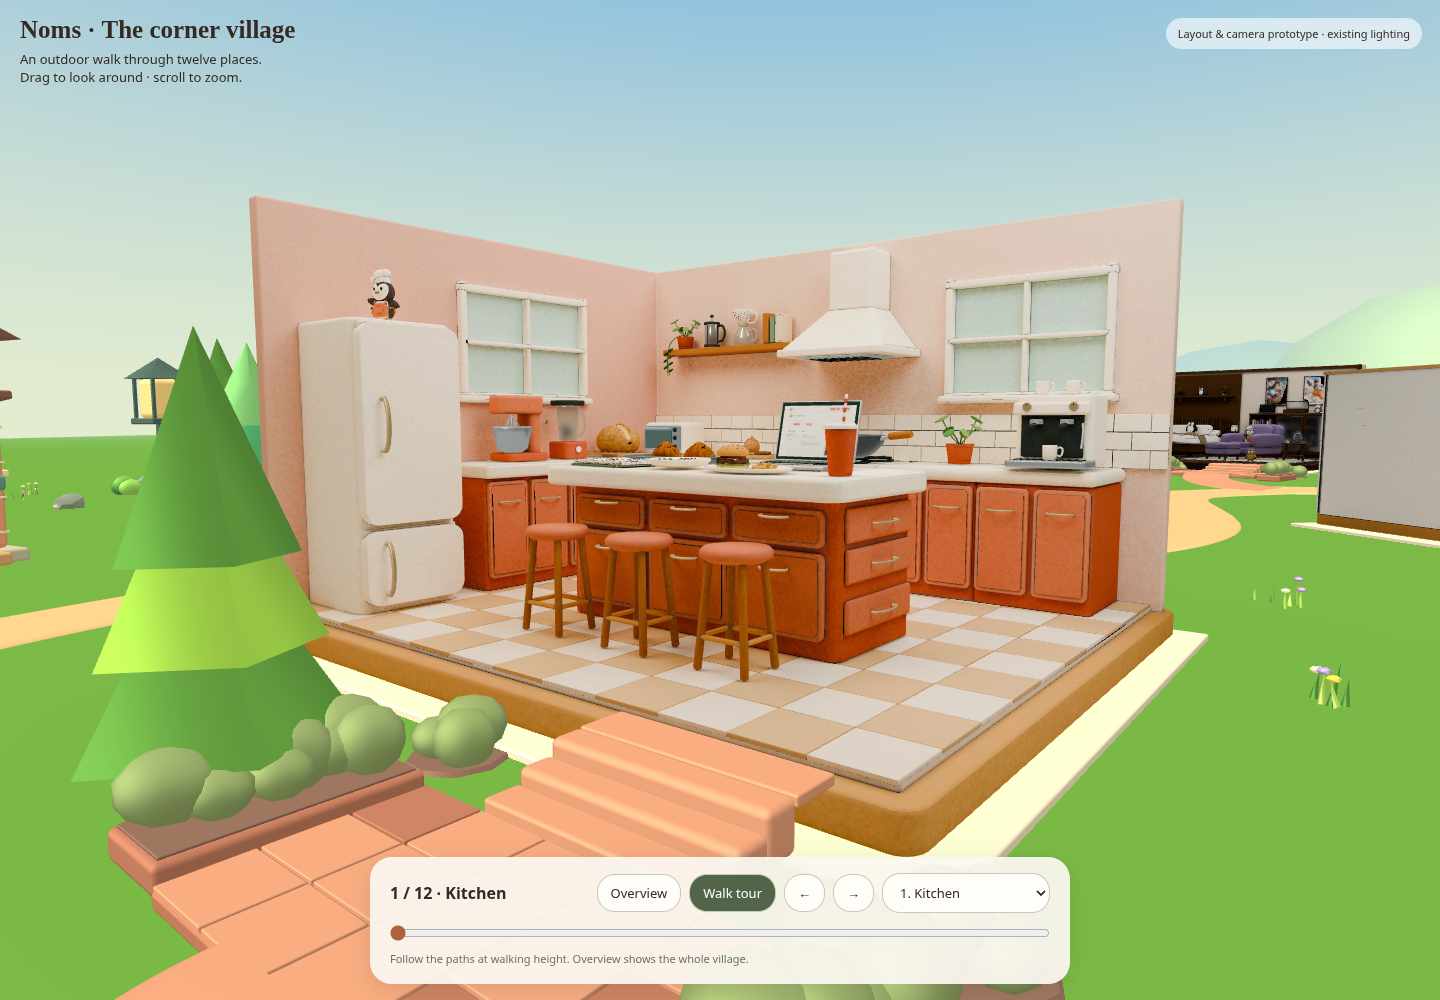 Noms · The corner village
An outdoor walk through twelve places.
Drag to look around · scroll to zoom.
Layout & camera prototype · existing lighting
1 / 12 · Kitchen
Overview
Walk tour
←
→
1. Kitchen
Follow the paths at walking height. Overview shows the whole village.